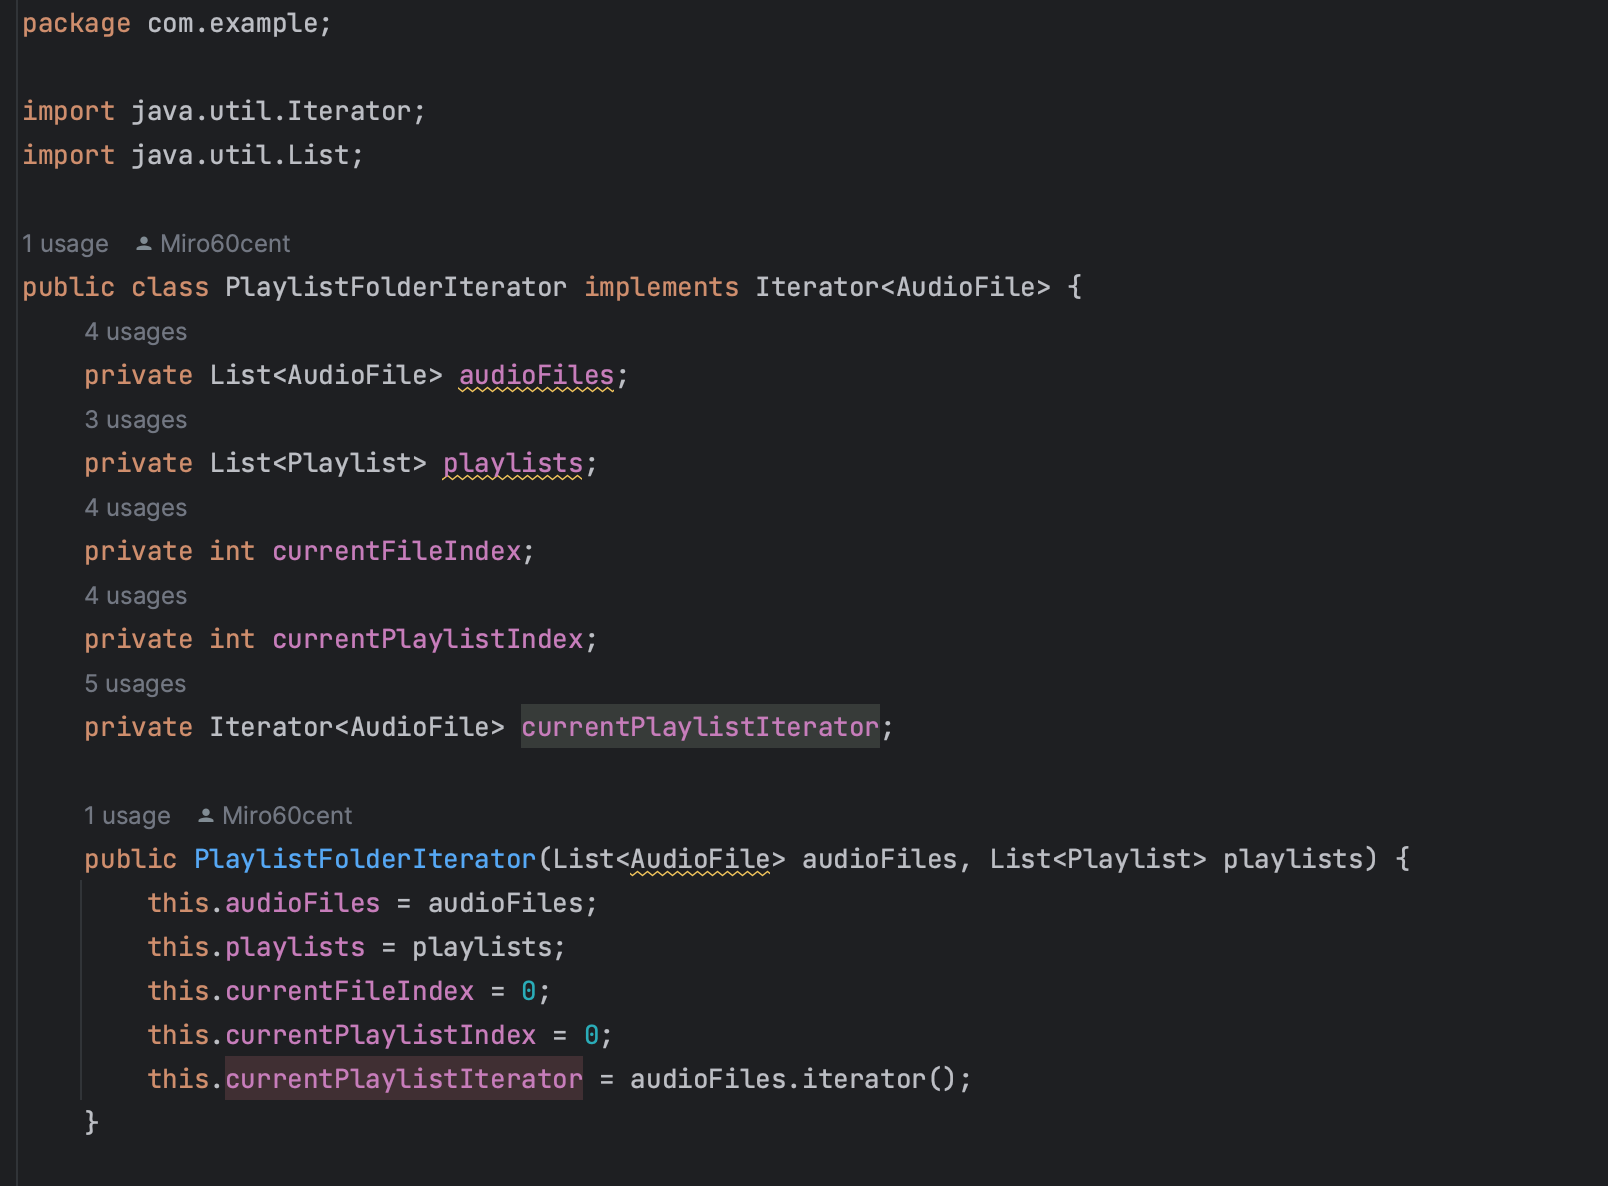 package com.example;
import java.util.Iterator;
import java.util.List;
1 usage Miro60cent
public class PlaylistFolderIterator implements Iterator<AudioFile> {
4 usages
private List<AudioFile> audioFiles;
3 usages
private List<Playlist> playlists;
4 usages
private int currentFileIndex;
4 usages
private int currentPlaylistIndex;
5 usages
private Iterator<AudioFile> currentPlaylistIterator;
1 usage Miro60cent
public PlaylistFolderIterator(List<AudioFile> audioFiles, List<Playlist> playlists) {
this.audioFiles = audioFiles;
this.playlists = playlists;
this.currentFileIndex = 0;
this.currentPlaylistIndex = 0;
this.currentPlaylistIterator = audioFiles.iterator();
}